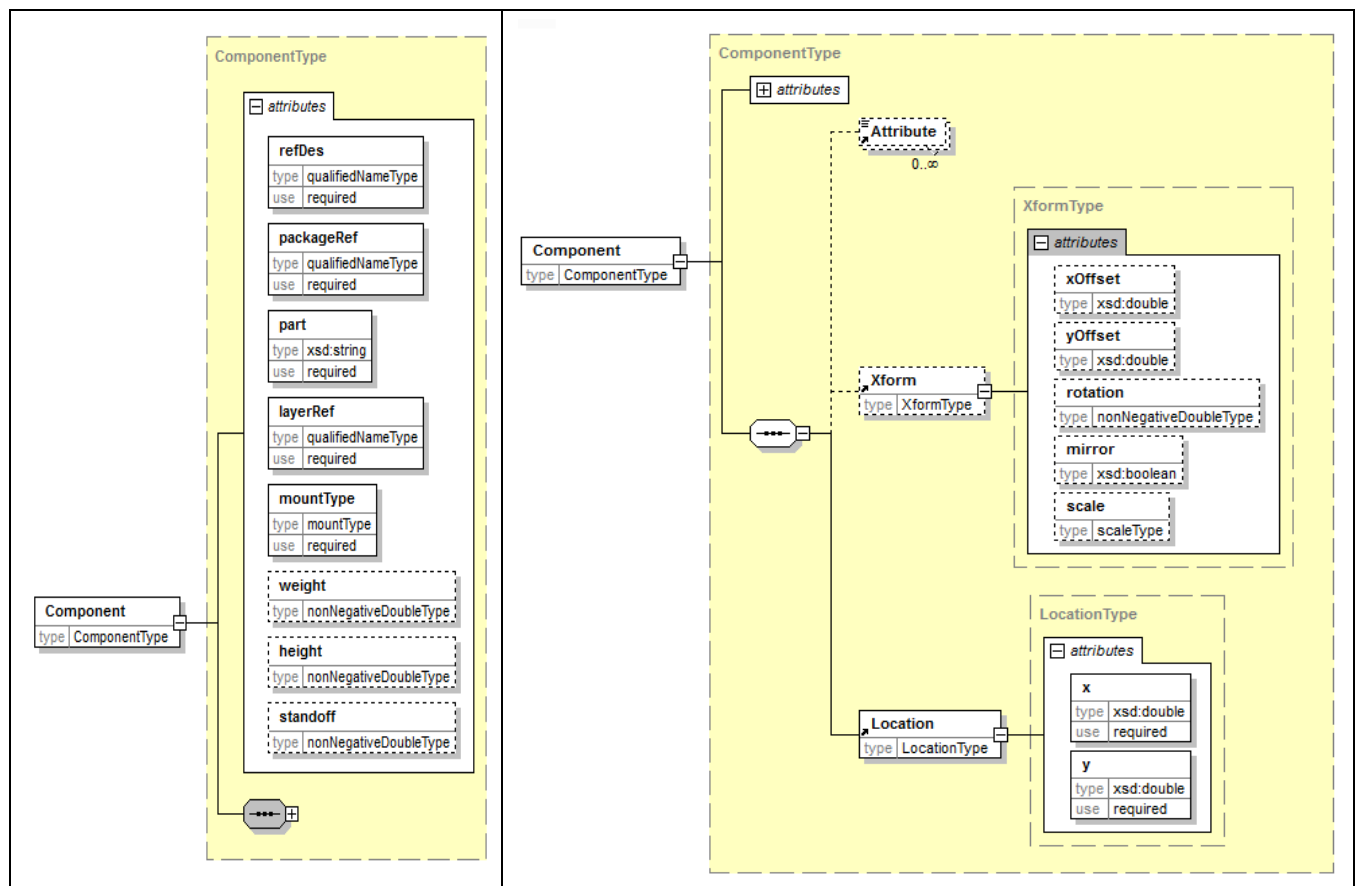 ComponentType
attributes
refDes
type qualifiedNameType
use required
packageRef
type qualifiedNameType
use required
part
type xsd:string
use required
layerRef
type qualifiedNameType
use required
mountType
type mountType
use required
weight
type nonNegativeDoubleType
height
type nonNegativeDoubleType
standoff
type nonNegativeDoubleType
Component
type ComponentType
ComponentType
attributes
Attribute
0..∞
Component
type ComponentType
XformType
attributes
xOffset
type xsd:double
yOffset
type xsd:double
rotation
type nonNegativeDoubleType
mirror
type xsd:boolean
scale
type scaleType
Xform
type XformType
LocationType
attributes
x
type xsd:double
use required
y
type xsd:double
use required
Location
type LocationType